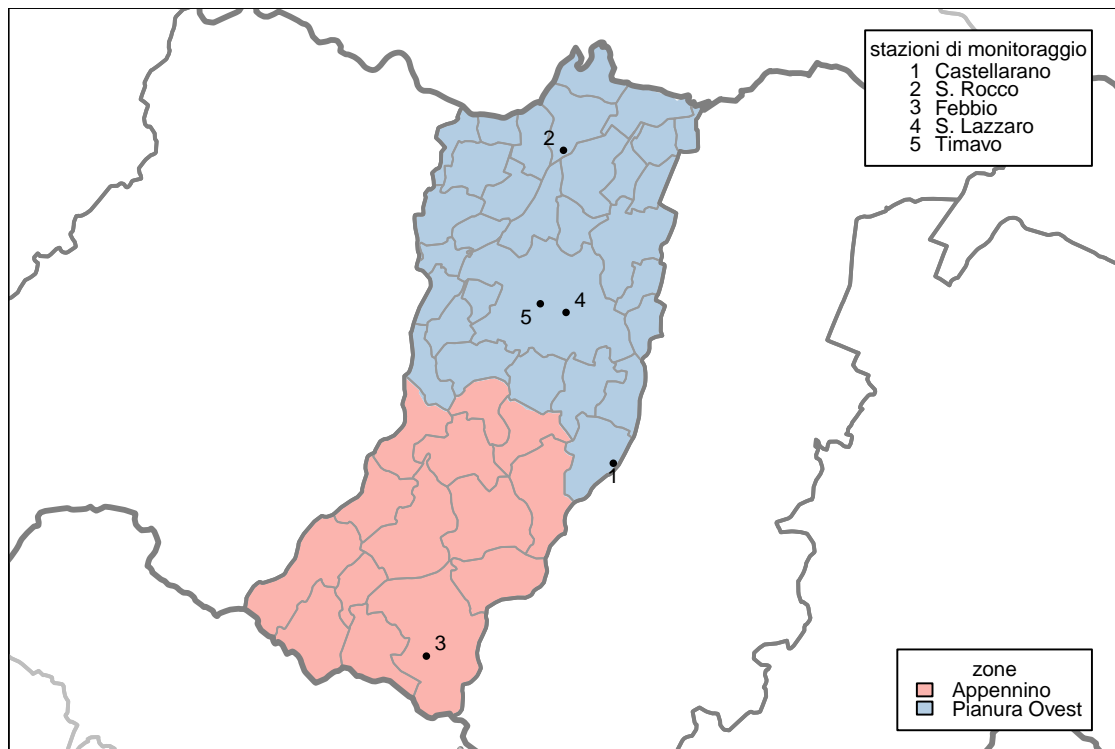 stazioni di monitoraggio
1 Castellarano
2 S. Rocco
3 Febbio
4 S. Lazzaro
5 Timavo
2
4
5
1
3
zone
Appennino
Pianura Ovest